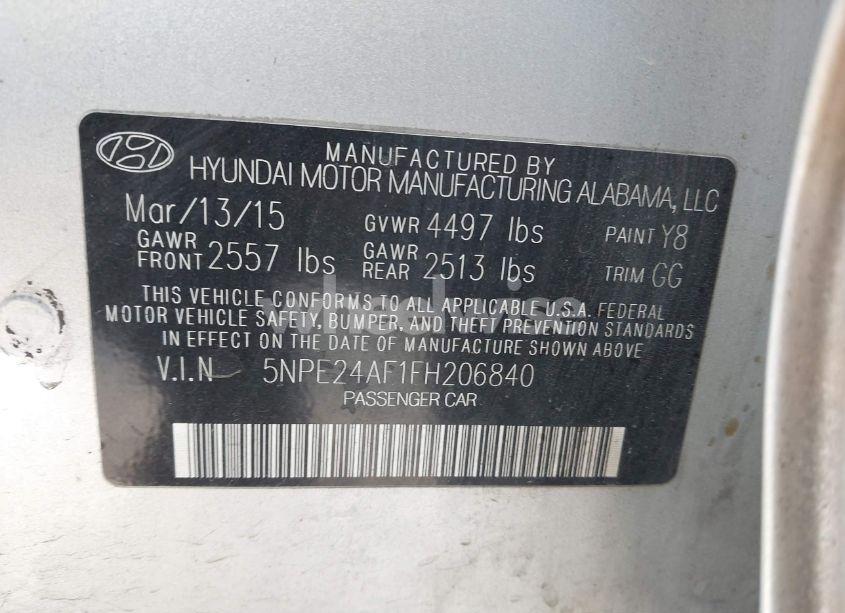 MANUFACTURED BY
HYUNDAI MOTOR MANUFACTURING ALABAMA, LLC
Mar/13/15 GVWR 4497 lbs PAINT Y8
GAWR FRONT 2557 lbs GAWR REAR 2513 lbs TRIM GG
THIS VEHICLE CONFORMS TO ALL APPLICABLE U.S.A. FEDERAL
MOTOR VEHICLE SAFETY, BUMPER, AND THEFT PREVENTION STANDARDS
IN EFFECT ON THE DATE OF MANUFACTURE SHOWN ABOVE
V.I.N 5NPE24AF1FH206840
PASSENGER CAR